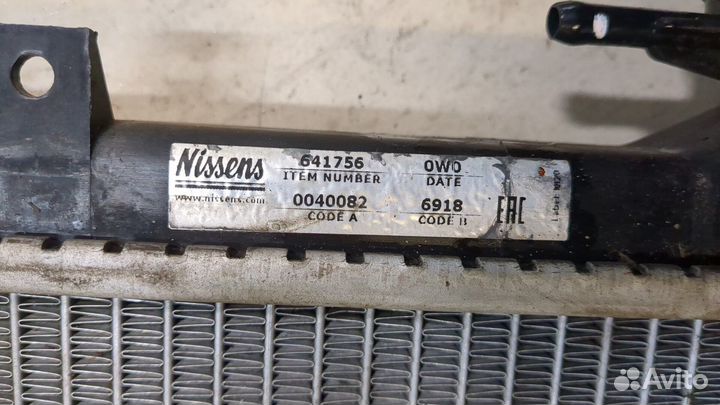 Nissens
www.nissens.com
641756
ITEM NUMBER
0W0
DATE
0040082
CODE A
6918
CODE B
EAC
Avito